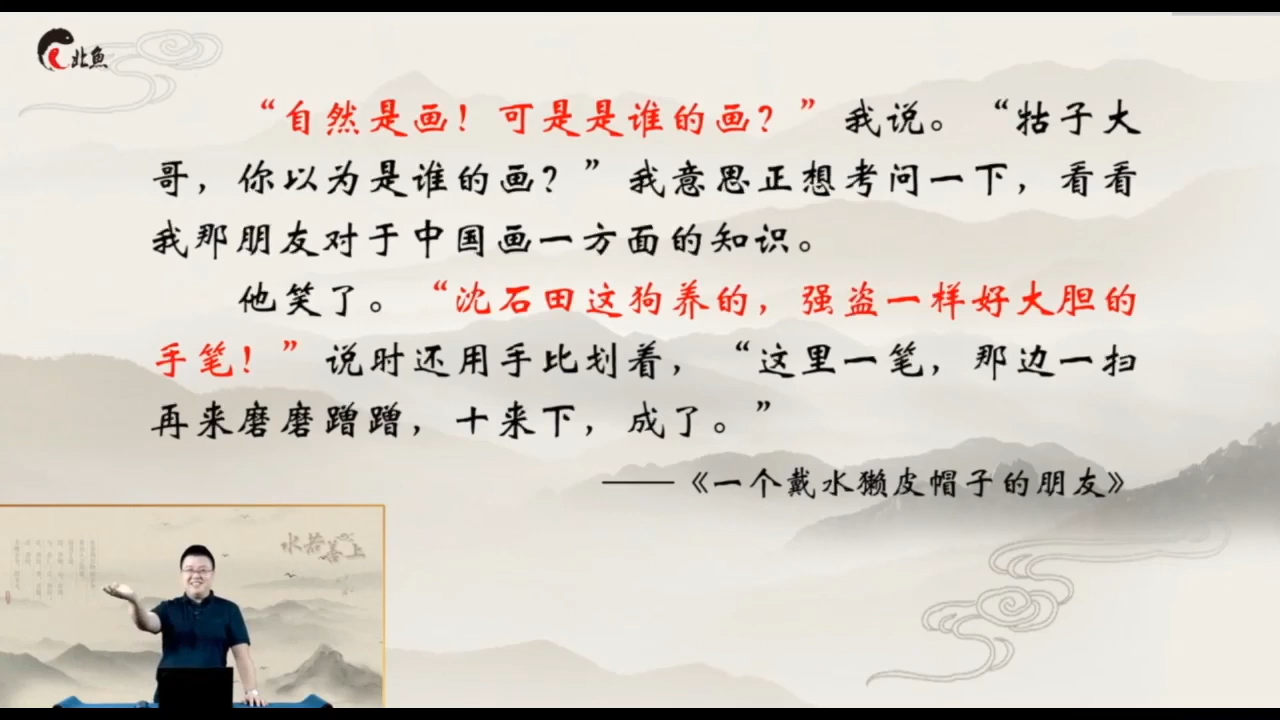 北鱼
“自然是画！可是是谁的画？”我说。“牯子大
哥，你以为是谁的画？”我意思正想考问一下，看看
我那朋友对于中国画一方面的知识。
他笑了。“沈石田这狗养的，强盗一样好大胆的
手笔！”说时还用手比划着，“这里一笔，那边一扫
再来磨磨蹭蹭，十来下，成了。”
——《一个戴水獭皮帽子的朋友》
水若善上